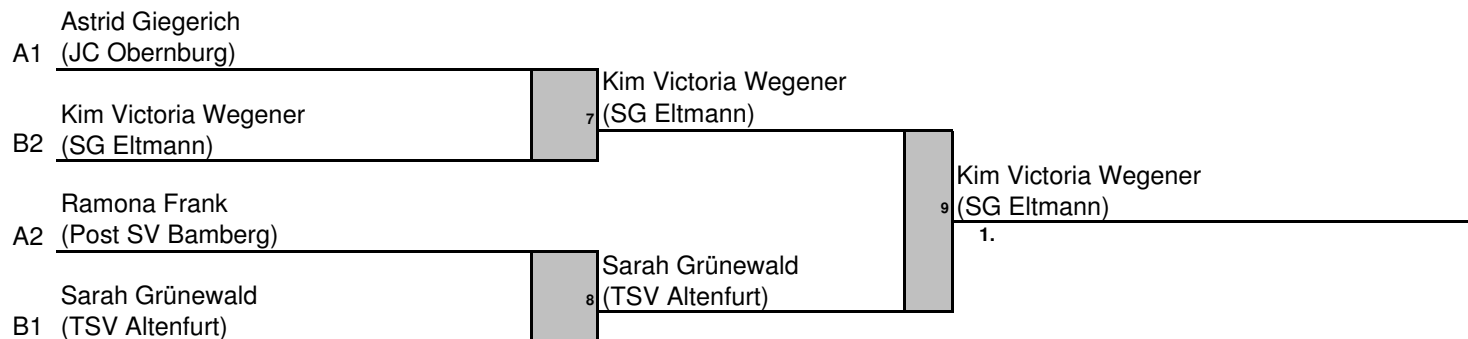 Astrid Giegerich
A1 (JC Obernburg)
Kim Victoria Wegener
B2 (SG Eltmann)
7
Kim Victoria Wegener
(SG Eltmann)
Ramona Frank
A2 (Post SV Bamberg)
Sarah Grünewald
B1 (TSV Altenfurt)
8
Sarah Grünewald
(TSV Altenfurt)
9
Kim Victoria Wegener
(SG Eltmann)
1.